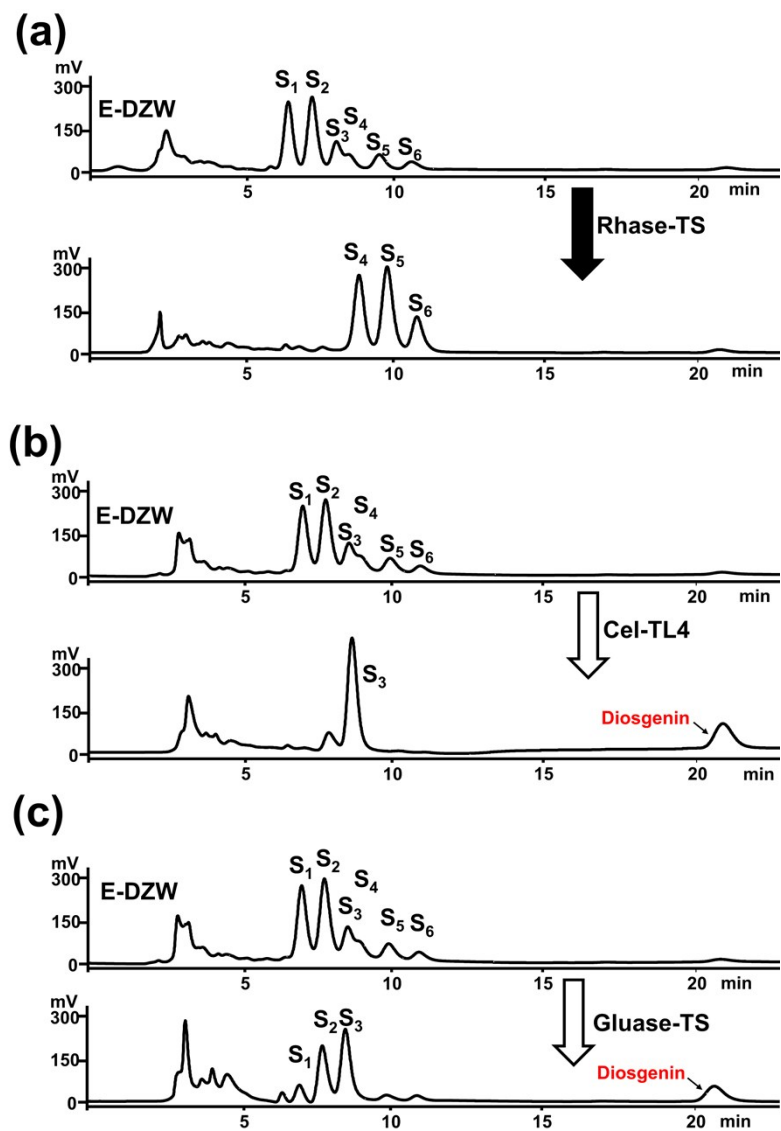 (a)
mV
300
150
0
E-DZW
S₁
S₂
S₃
S₄
S₅
S₆
5
10
15
20
min
Rhase-TS
mV
300
150
0
S₄
S₅
S₆
5
10
15
20
min
(b)
mV
300
150
0
E-DZW
S₁
S₂
S₃
S₄
S₅
S₆
5
10
15
20
min
Cel-TL4
mV
300
150
0
S₃
Diosgenin
5
10
15
20
min
(c)
mV
300
150
0
E-DZW
S₁
S₂
S₃
S₄
S₅
S₆
5
10
15
20
min
Gluase-TS
mV
300
150
0
S₁
S₂
S₃
Diosgenin
5
10
15
20
min